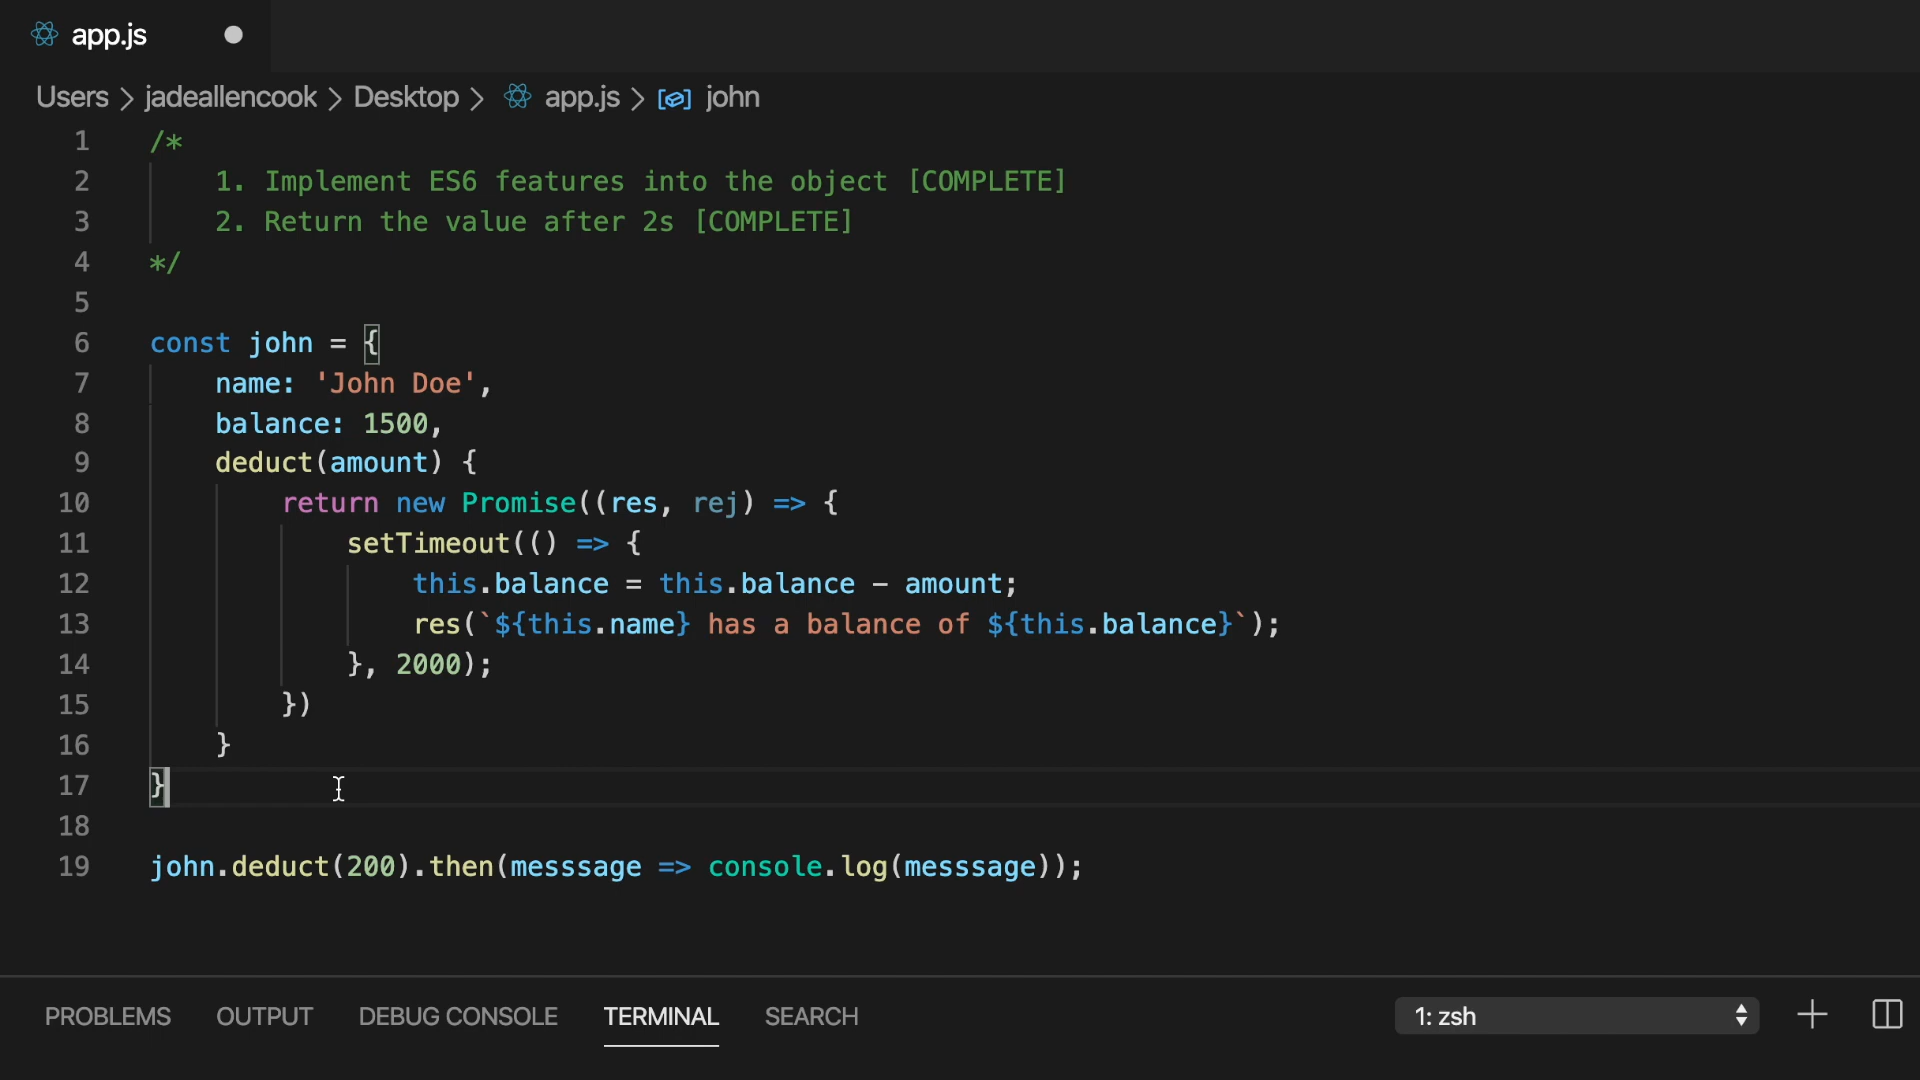 app.js
Users > jadeallencook > Desktop > app.js > john
1 /*
2 1. Implement ES6 features into the object [COMPLETE]
3 2. Return the value after 2s [COMPLETE]
4 */
5
6 const john = {
7 name: 'John Doe',
8 balance: 1500,
9 deduct(amount) {
10 return new Promise((res, rej) => {
11 setTimeout(() => {
12 this.balance = this.balance - amount;
13 res(`${this.name} has a balance of ${this.balance}`);
14 }, 2000);
15 })
16 }
17 }
18
19 john.deduct(200).then(messsage => console.log(messsage));
PROBLEMS OUTPUT DEBUG CONSOLE TERMINAL SEARCH 1: zsh